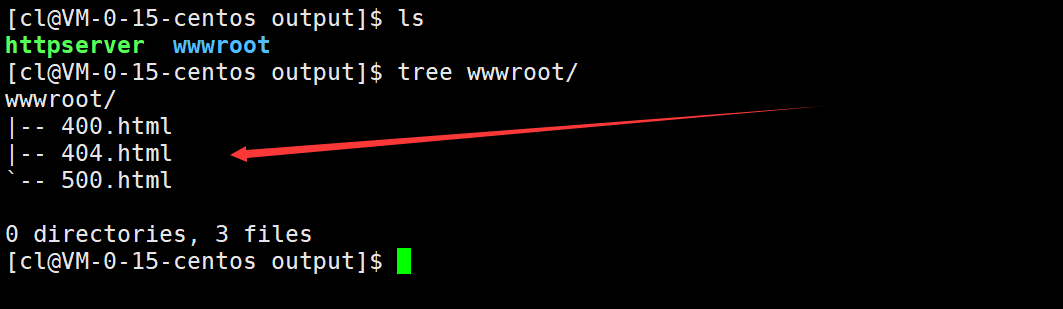 [cl@VM-0-15-centos output]$ ls
httpserver  wwwroot
[cl@VM-0-15-centos output]$ tree wwwroot/
wwwroot/
|-- 400.html
|-- 404.html
`-- 500.html
0 directories, 3 files
[cl@VM-0-15-centos output]$